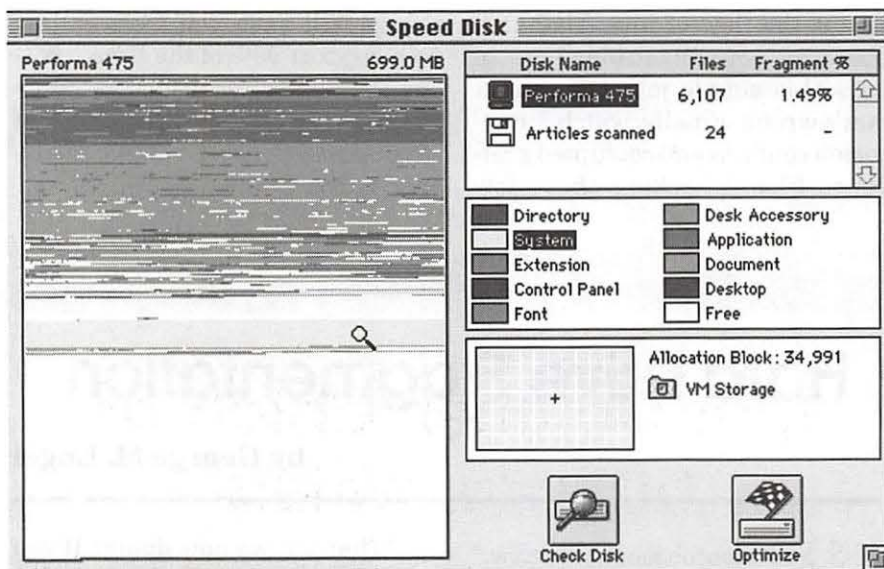 Speed Disk
Performa 475 699.0 MB
Disk Name Files Fragment %
Performa 475 6,107 1.49%
Articles scanned 24
Directory Desk Accessory
System Application
Extension Document
Control Panel Desktop
Font Free
Allocation Block : 34,991
VM Storage
Check Disk Optimize